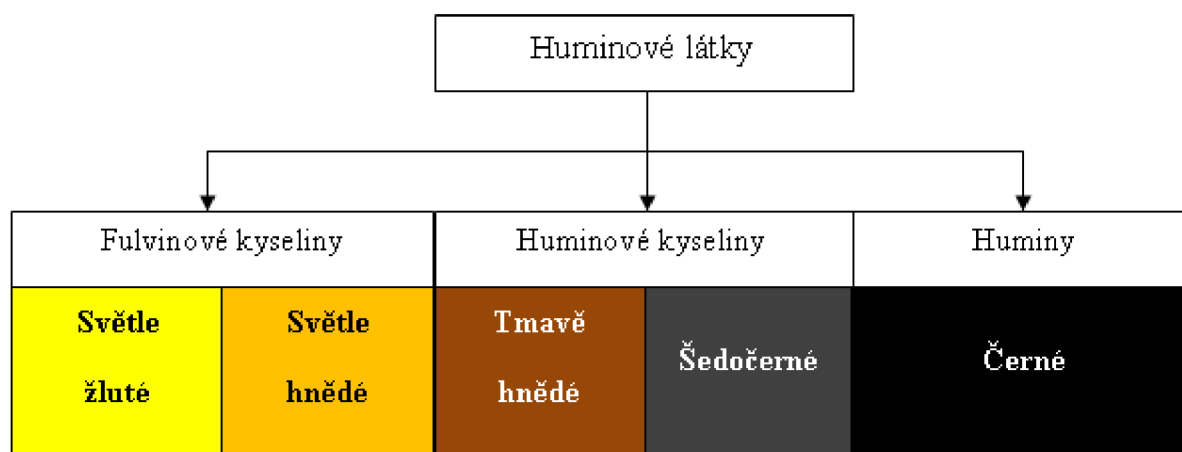 Huminové látky
Fulvinové kyseliny
Huminové kyseliny
Huminy
Světle
žluté
Světle
hnědé
Tmavě
hnědé
Šedočerné
Černé